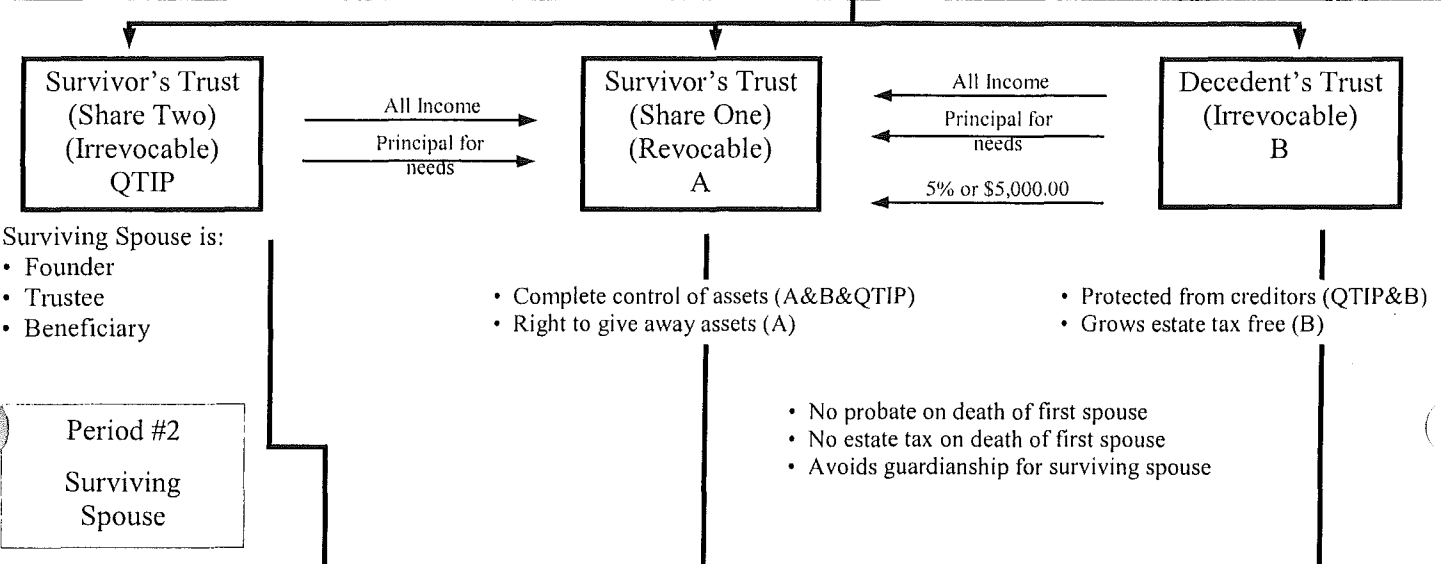 Survivor's Trust
(Share Two)
(Irrevocable)
QTIP
All Income
Principal for
needs
Survivor's Trust
(Share One)
(Revocable)
A
All Income
Principal for
needs
5% or $5,000.00
Decedent's Trust
(Irrevocable)
B
Surviving Spouse is:
• Founder
• Trustee
• Beneficiary
• Complete control of assets (A&B&QTIP)
• Right to give away assets (A)
• Protected from creditors (QTIP&B)
• Grows estate tax free (B)
Period #2
Surviving
Spouse
• No probate on death of first spouse
• No estate tax on death of first spouse
• Avoids guardianship for surviving spouse